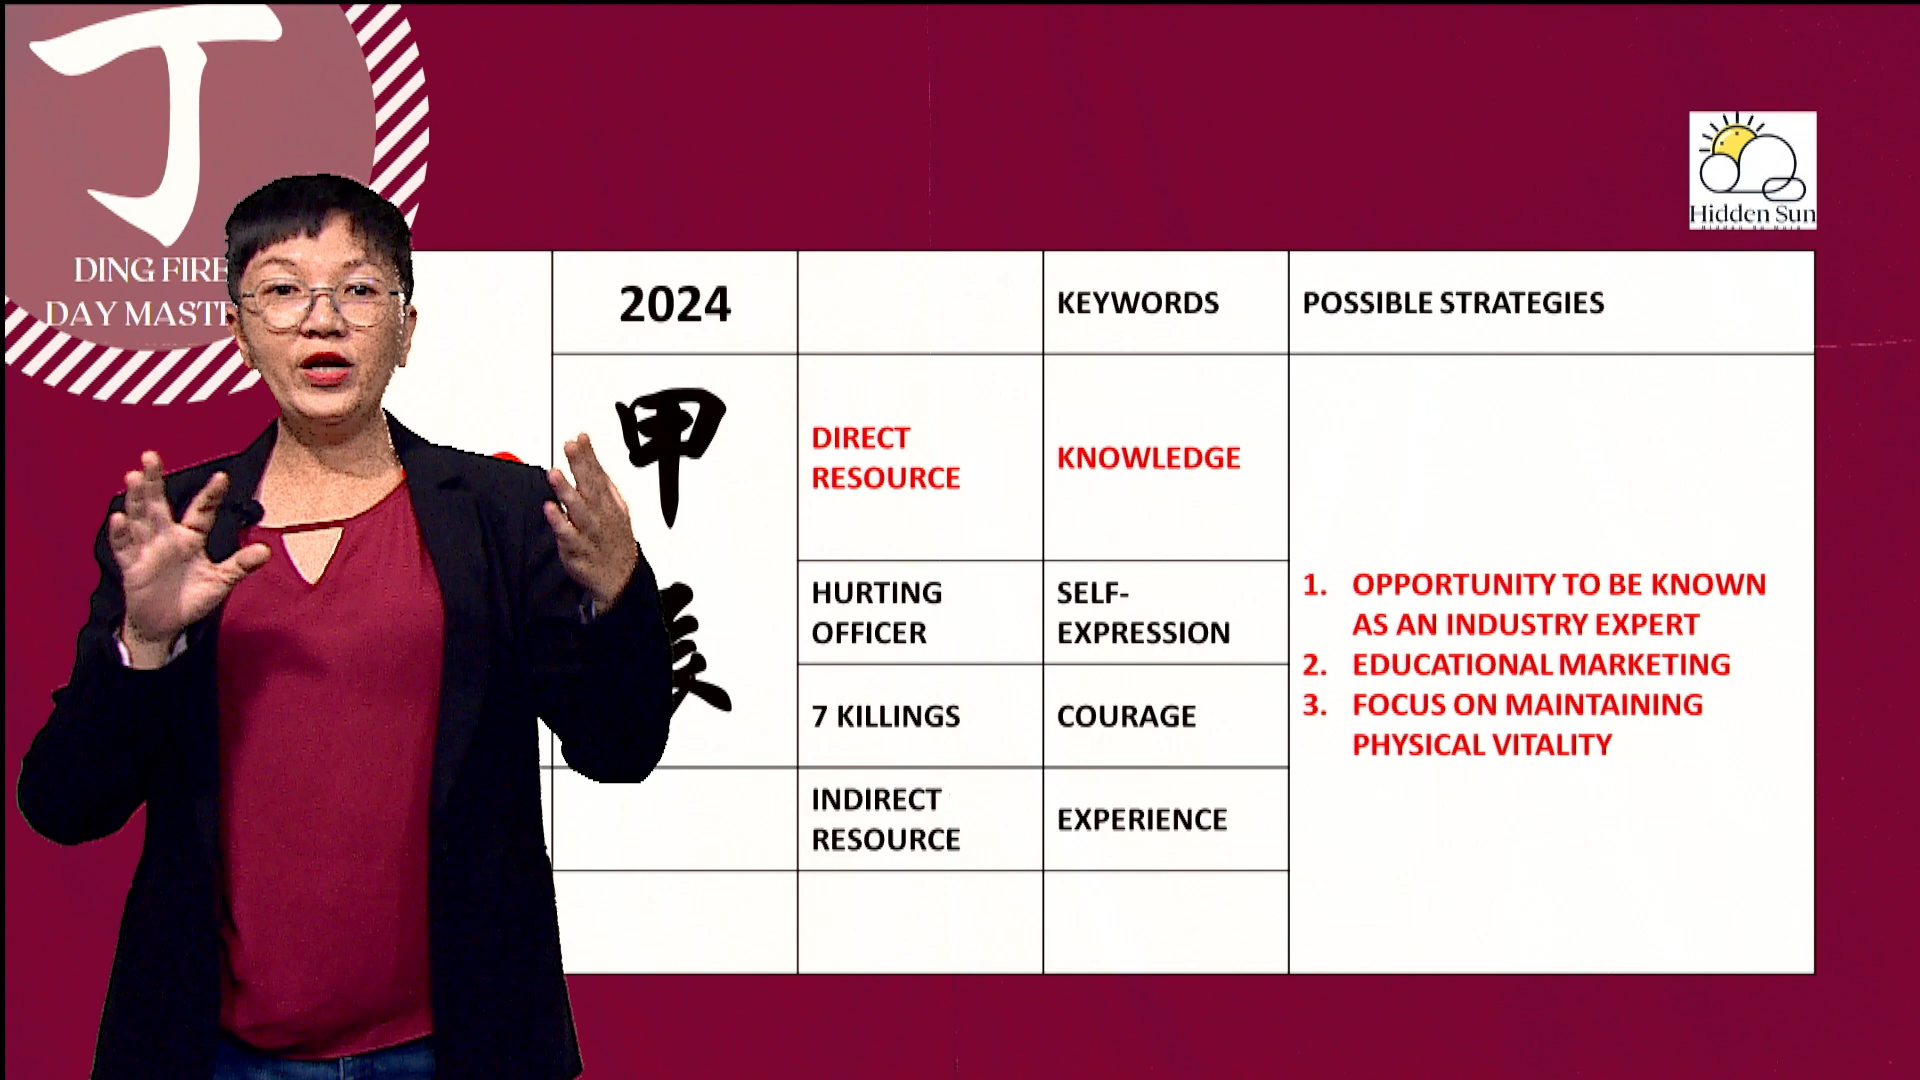 丁
DING FIRE
DAY MAST
Hidden Sun
2024
KEYWORDS
POSSIBLE STRATEGIES
甲
辰
DIRECT
RESOURCE
KNOWLEDGE
HURTING
OFFICER
SELF-
EXPRESSION
7 KILLINGS
COURAGE
INDIRECT
RESOURCE
EXPERIENCE
1. OPPORTUNITY TO BE KNOWN
AS AN INDUSTRY EXPERT
2. EDUCATIONAL MARKETING
3. FOCUS ON MAINTAINING
PHYSICAL VITALITY